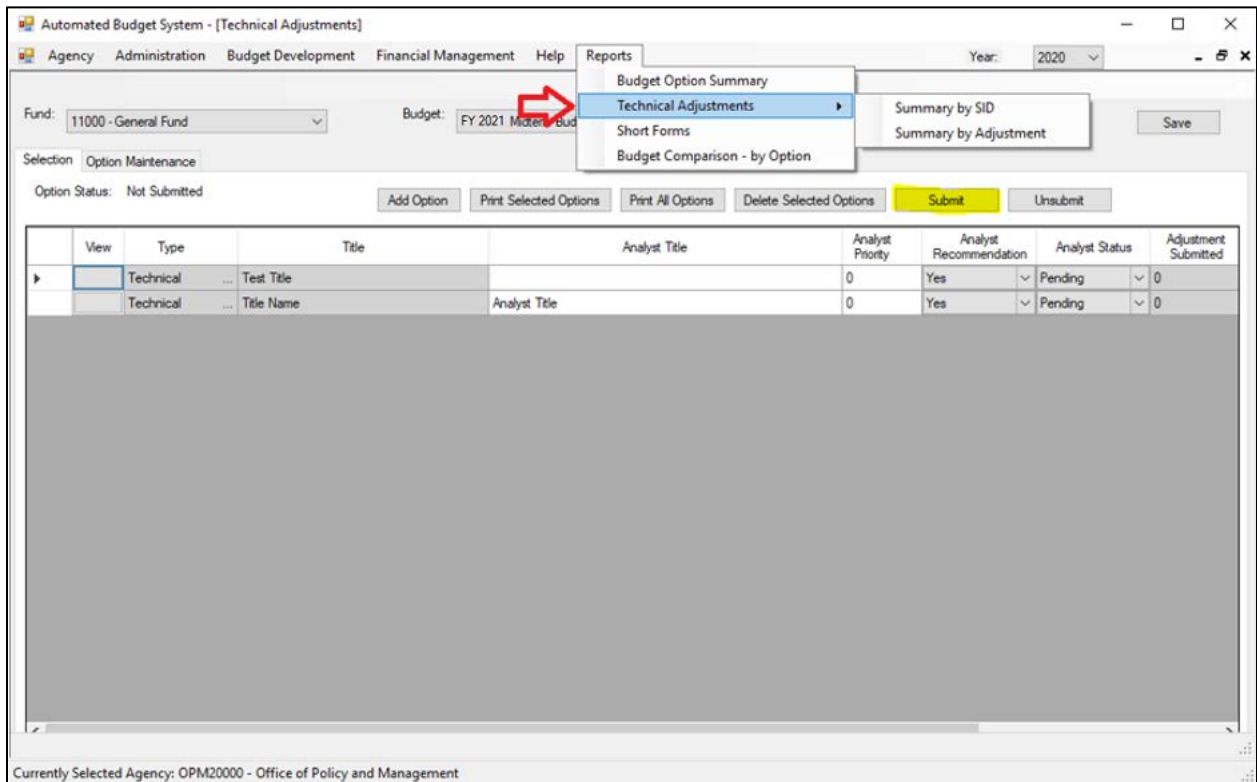 Automated Budget System - [Technical Adjustments]
Agency Administration Budget Development Financial Management Help Reports Year: 2020
Budget Option Summary
Technical Adjustments
Short Forms
Budget Comparison - by Option
Summary by SID
Summary by Adjustment
Fund: 11000 - General Fund Budget: FY 2021 Save
Selection Option Maintenance
Option Status: Not Submitted Add Option Print Selected Options Print All Options Delete Selected Options Submit Unsubmit
View Type Title Analyst Title Analyst Priority Analyst Recommendation Analyst Status Adjustment Submitted
Technical ... Test Title 0 Yes Pending 0
Technical ... Title Name Analyst Title 0 Yes Pending 0
Currently Selected Agency: OPM20000 - Office of Policy and Management